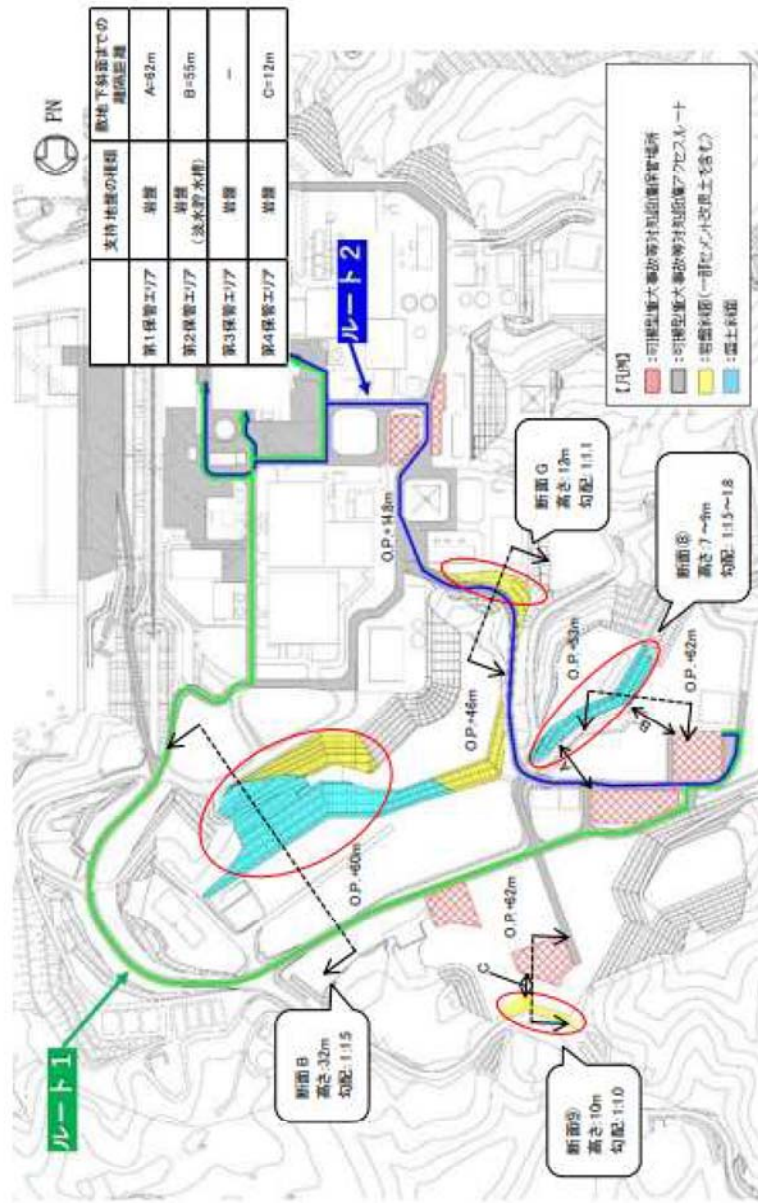 PN
支持地盤の種類
敷地下斜面までの
離隔距離
第1保管エリア 岩盤 A=62m
第2保管エリア 岩盤
(淡水貯水槽) B=55m
第3保管エリア 岩盤 —
第4保管エリア 岩盤 C=12m
ルート1
ルート2
O.P.+14.8m
断面G
高さ:12m
勾配:1:1.1
断面⑧
高さ:7~9m
勾配:1:1.5~1.8
O.P.+53m
O.P.+62m
O.P.+46m
O.P.+60m
O.P.+62m
A
B
C
断面B
高さ:32m
勾配:1:1.5
断面⑨
高さ:10m
勾配:1:1.0
【凡例】
:可搬型重大事故等対処設備保管場所
:可搬型重大事故等対処設備アクセスルート
:岩盤斜面(一部セメント改良土を含む)
:盛土斜面